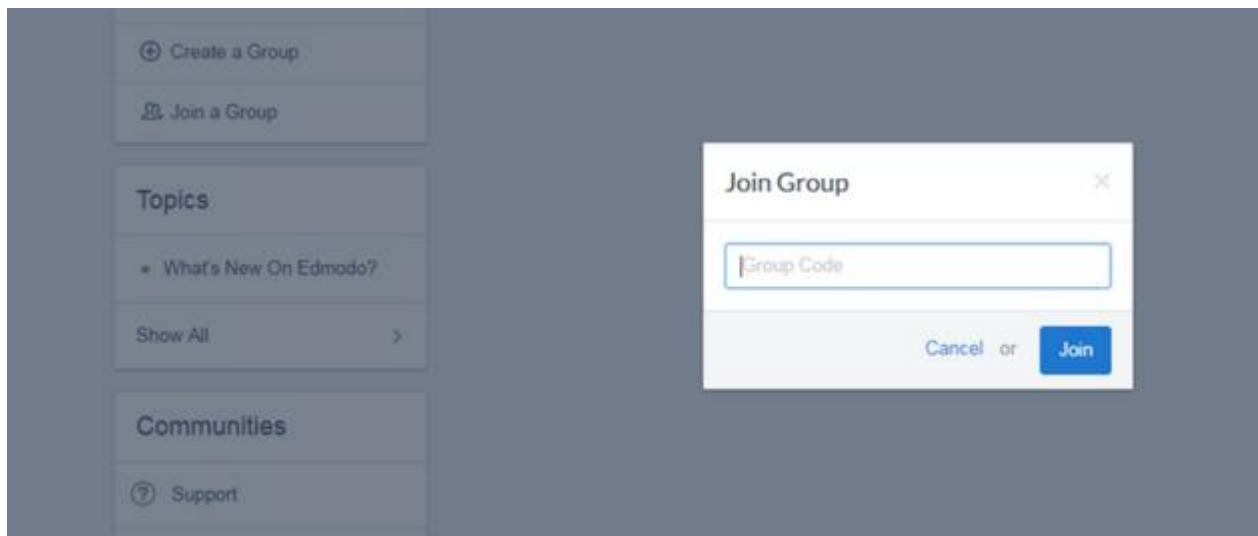 Create a Group
Join a Group
Topics
What's New On Edmodo?
Show All
Communities
Support
Join Group
Group Code
Cancel or Join